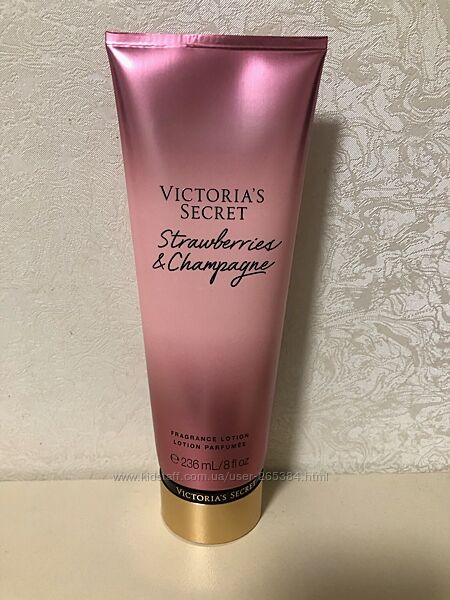 VICTORIA'S
SECRET
Strawberries
& Champagne
FRAGRANCE LOTION
LOTION PARFUMÉE
℮ 236 mL/8 fl oz
www.kidstaff.com.ua/user-265384.html
VICTORIA'S SECRET